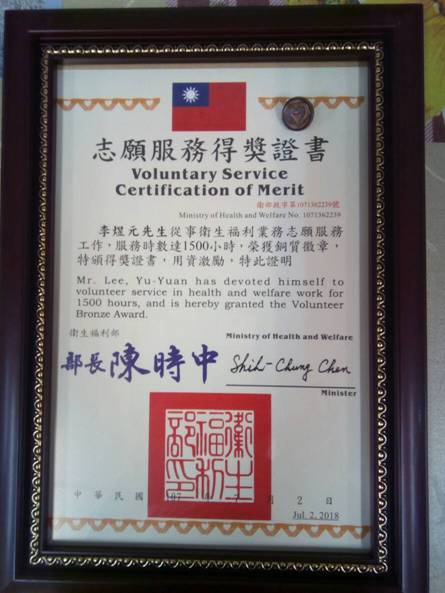 志願服務得獎證書
Voluntary Service
Certification of Merit
衛部救字第1071362239號
Ministry of Health and Welfare No. 1071362239
李煜元先生從事衛生福利業務志願服務
工作，服務時數達1500小時，榮獲銅質徽章，
特頒得獎證書，用資激勵，特此證明
Mr. Lee, Yu-Yuan has devoted himself to
volunteer service in health and welfare work for
1500 hours, and is hereby granted the Volunteer
Bronze Award.
衛生福利部
Ministry of Health and Welfare
部長 陳時中
Shih-Chung Chen
Minister
衛生福利部印
中華民國 107 年 7 月 2 日
Jul. 2, 2018